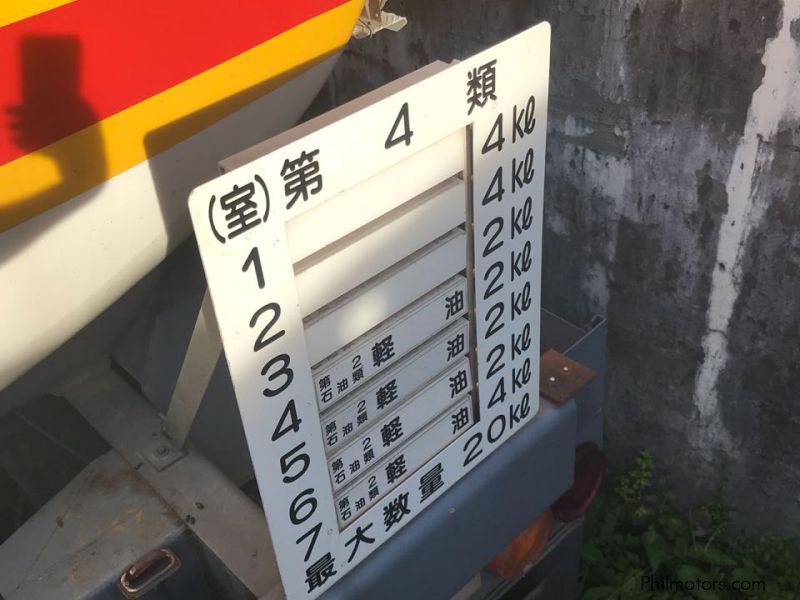 (室) 第 4 類
1 4kℓ
2 4kℓ
3 2kℓ
4 第2石油類 軽油 2kℓ
5 第2石油類 軽油 2kℓ
6 第2石油類 軽油 2kℓ
7 第2石油類 軽油 4kℓ
最大数量 20kℓ
Philmotors.com